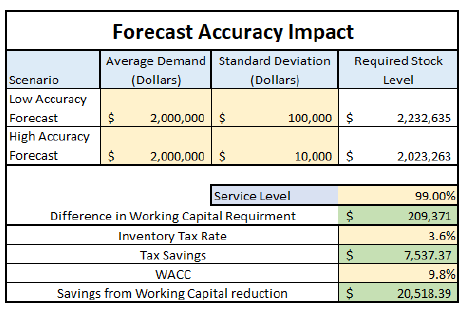 Forecast Accuracy Impact
Average Demand Standard Deviation Required Stock
Scenario (Dollars) (Dollars) Level
Low Accuracy
Forecast $ 2,000,000 $ 100,000 $ 2,232,635
High Accuracy
Forecast $ 2,000,000 $ 10,000 $ 2,023,263
Service Level 99.00%
Difference in Working Capital Requirment $ 209,371
Inventory Tax Rate 3.6%
Tax Savings $ 7,537.37
WACC 9.8%
Savings from Working Capital reduction $ 20,518.39